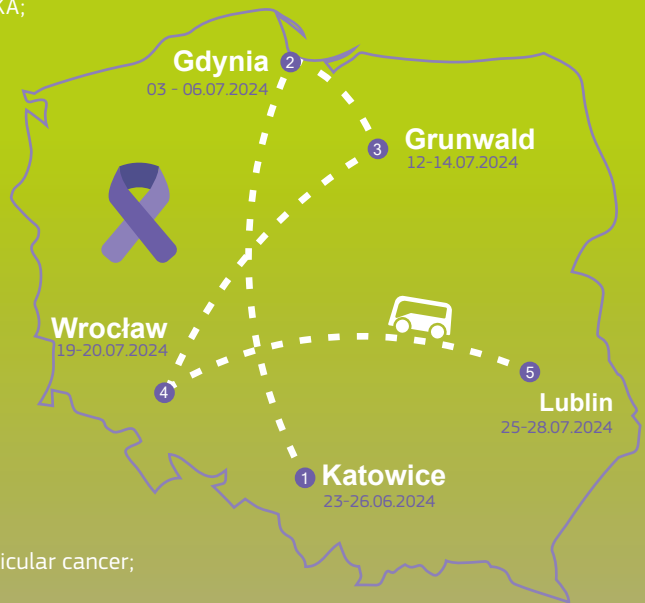 KA;
Gdynia
2
03 - 06.07.2024
3
Grunwald
12-14.07.2024
Wrocław
19-20.07.2024
4
5
Lublin
25-28.07.2024
1
Katowice
23-26.06.2024
icular cancer;